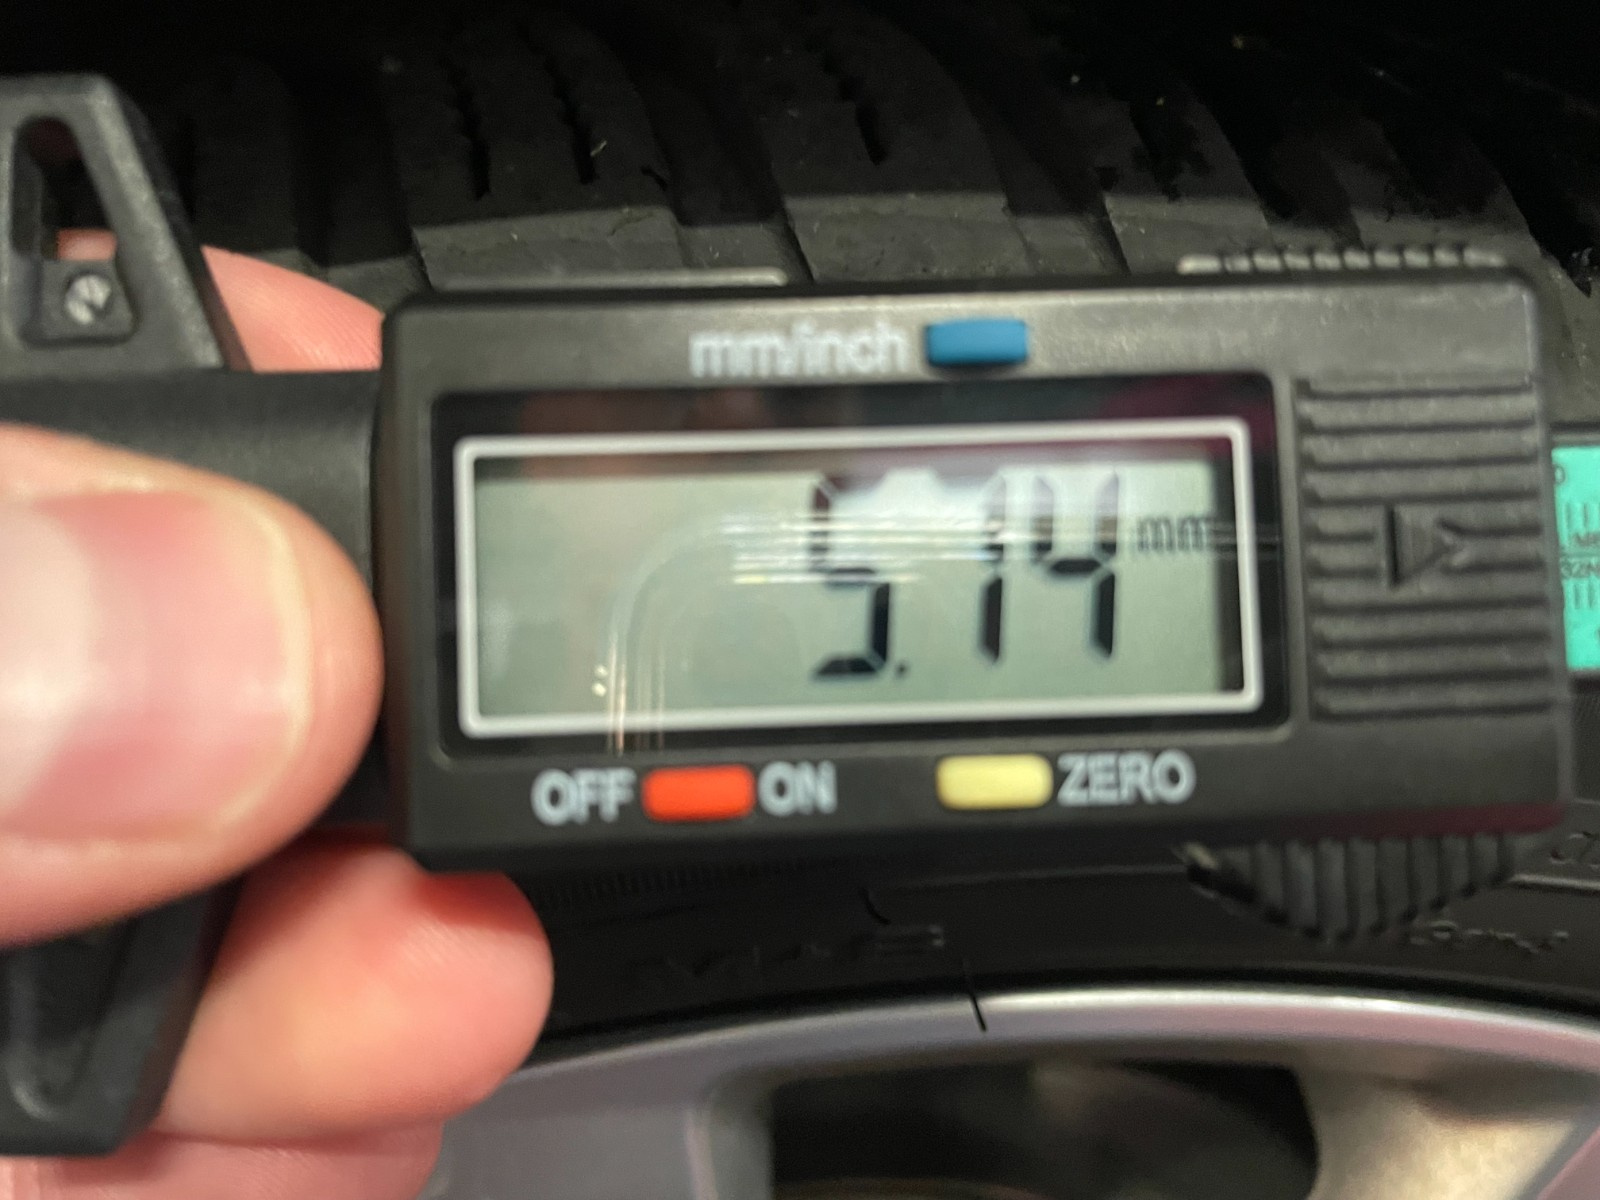 mm/inch
5.14 mm
OFF ON ZERO